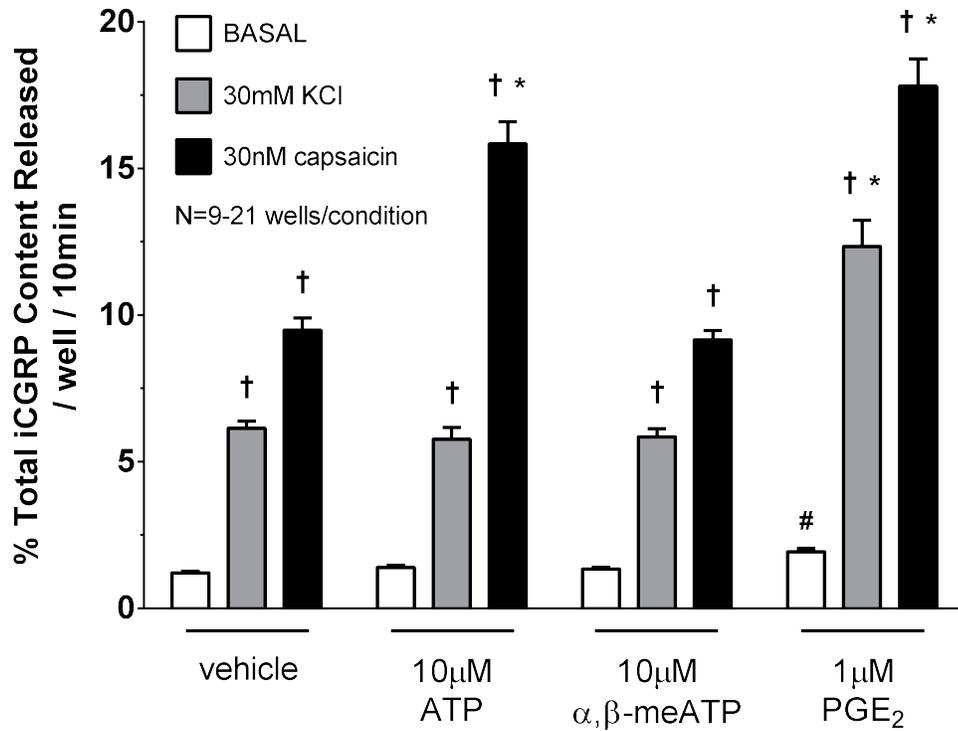 % Total iCGRP Content Released
/ well / 10min
20
15
10
5
0
BASAL
30mM KCl
30nM capsaicin
N=9-21 wells/condition
†
†
†
† *
†
†
#
† *
† *
vehicle
10µM
ATP
10µM
α,β-meATP
1µM
PGE₂